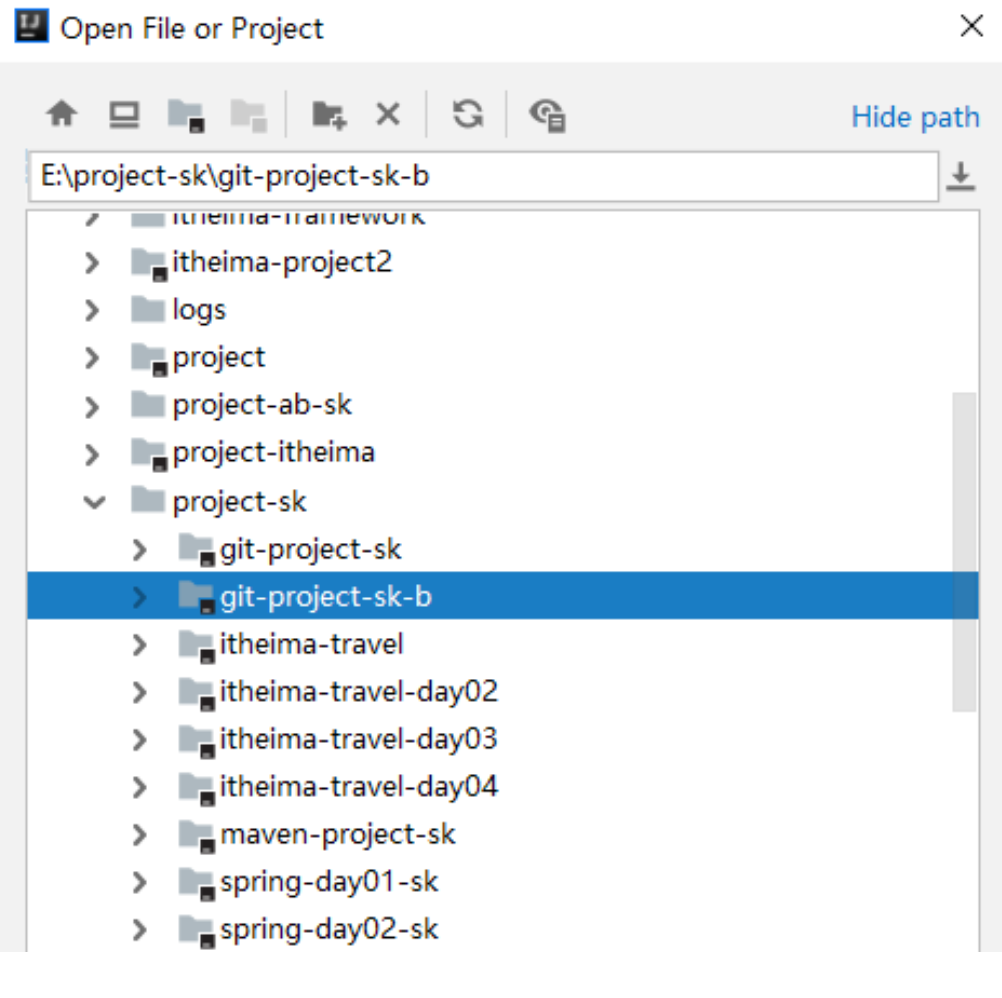 Open File or Project
Hide path
E:\project-sk\git-project-sk-b
itheima-framework
itheima-project2
logs
project
project-ab-sk
project-itheima
project-sk
git-project-sk
git-project-sk-b
itheima-travel
itheima-travel-day02
itheima-travel-day03
itheima-travel-day04
maven-project-sk
spring-day01-sk
spring-day02-sk